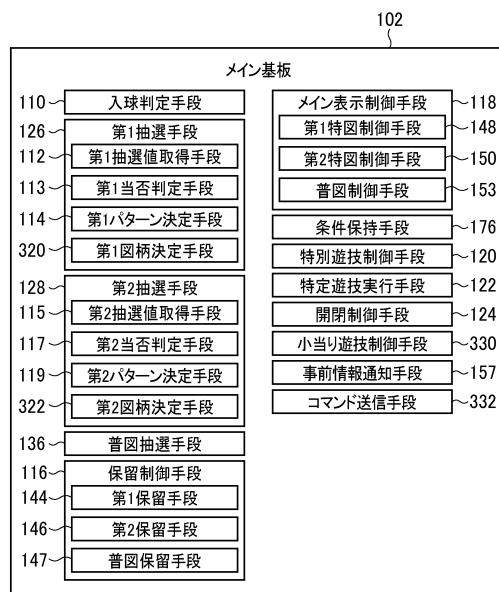 102
メイン基板
110 入球判定手段
126 第1抽選手段
112 第1抽選値取得手段
113 第1当否判定手段
114 第1パターン決定手段
320 第1図柄決定手段
128 第2抽選手段
115 第2抽選値取得手段
117 第2当否判定手段
119 第2パターン決定手段
322 第2図柄決定手段
136 普図抽選手段
116 保留制御手段
144 第1保留手段
146 第2保留手段
147 普図保留手段
メイン表示制御手段 118
第1特図制御手段 148
第2特図制御手段 150
普図制御手段 153
条件保持手段 176
特別遊技制御手段 120
特定遊技実行手段 122
開閉制御手段 124
小当り遊技制御手段 330
事前情報通知手段 157
コマンド送信手段 332